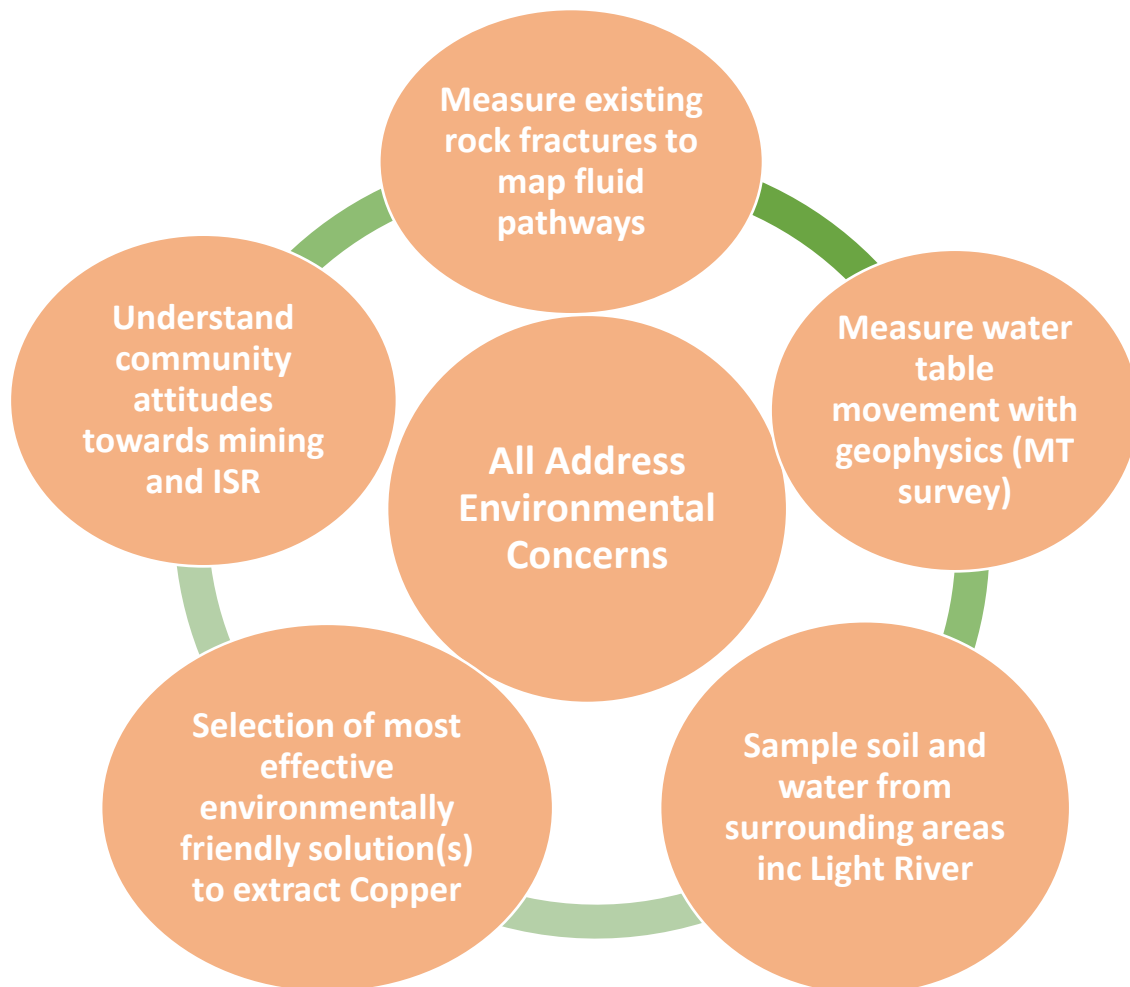 Measure existing
rock fractures to
map fluid
pathways
Measure water
table
movement with
geophysics (MT
survey)
Sample soil and
water from
surrounding areas
inc Light River
Selection of most
effective
environmentally
friendly solution(s)
to extract Copper
Understand
community
attitudes
towards mining
and ISR
All Address
Environmental
Concerns